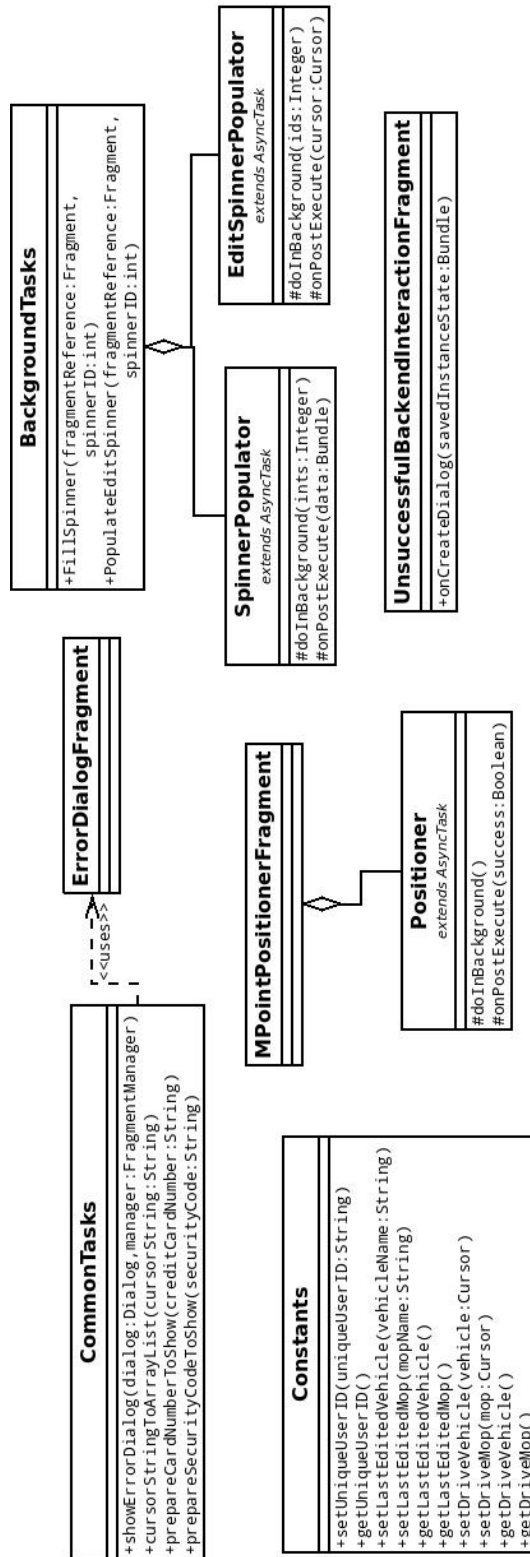 CommonTasks
+showErrorDialog(dialog:Dialog,manager:FragmentManager)
+cursorStringToArrayList(cursorString:String)
+prepareCardNumberToShow(creditCardNumber:String)
+prepareSecurityCodeToShow(securityCode:String)
<<uses>>
ErrorDialogFragment
BackgroundTasks
+FillSpinner(fragmentReference:Fragment,
spinnerID:int)
+PopulateEditSpinner(fragmentReference:Fragment,
spinnerID:int)
SpinnerPopulator
extends AsyncTask
#doInBackground(ints:Integer)
#onPostExecute(data:Bundle)
EditSpinnerPopulator
extends AsyncTask
#doInBackground(ids:Integer)
#onPostExecute(cursor:Cursor)
MPointPositionerFragment
Positioner
extends AsyncTask
#doInBackground()
#onPostExecute(success:Boolean)
UnsuccessfulBackendInteractionFragment
+onCreateDialog(savedInstanceState:Bundle)
Constants
+setUniqueUserID(uniqueUserID:String)
+getUniqueUserID()
+setLastEditedVehicle(vehicleName:String)
+setLastEditedMop(mopName:String)
+getLastEditedVehicle()
+getLastEditedMop()
+setDriveVehicle(vehicle:Cursor)
+setDriveMop(mop:Cursor)
+getDriveVehicle()
+getDriveMop()